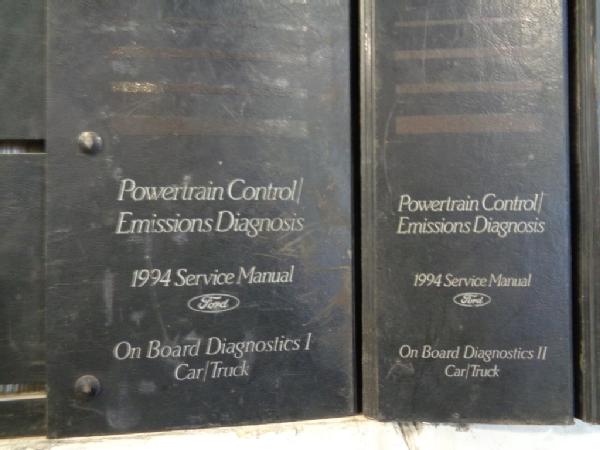 Powertrain Control/
Emissions Diagnosis
1994 Service Manual
Ford
On Board Diagnostics I
Car/Truck
Powertrain Control/
Emissions Diagnosis
1994 Service Manual
Ford
On Board Diagnostics II
Car/Truck